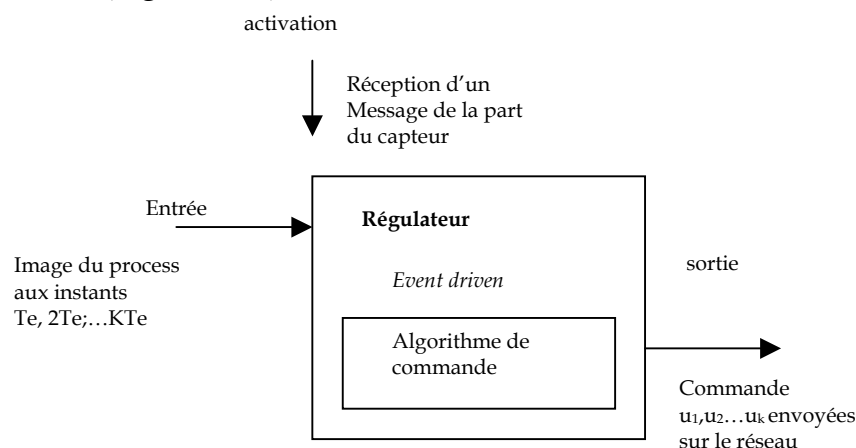 activation
Réception d'un
Message de la part
du capteur
Entrée
Régulateur
Image du process
aux instants
Te, 2Te;…KTe
Event driven
sortie
Algorithme de
commande
Commande
u₁,u₂…uₖ envoyées
sur le réseau